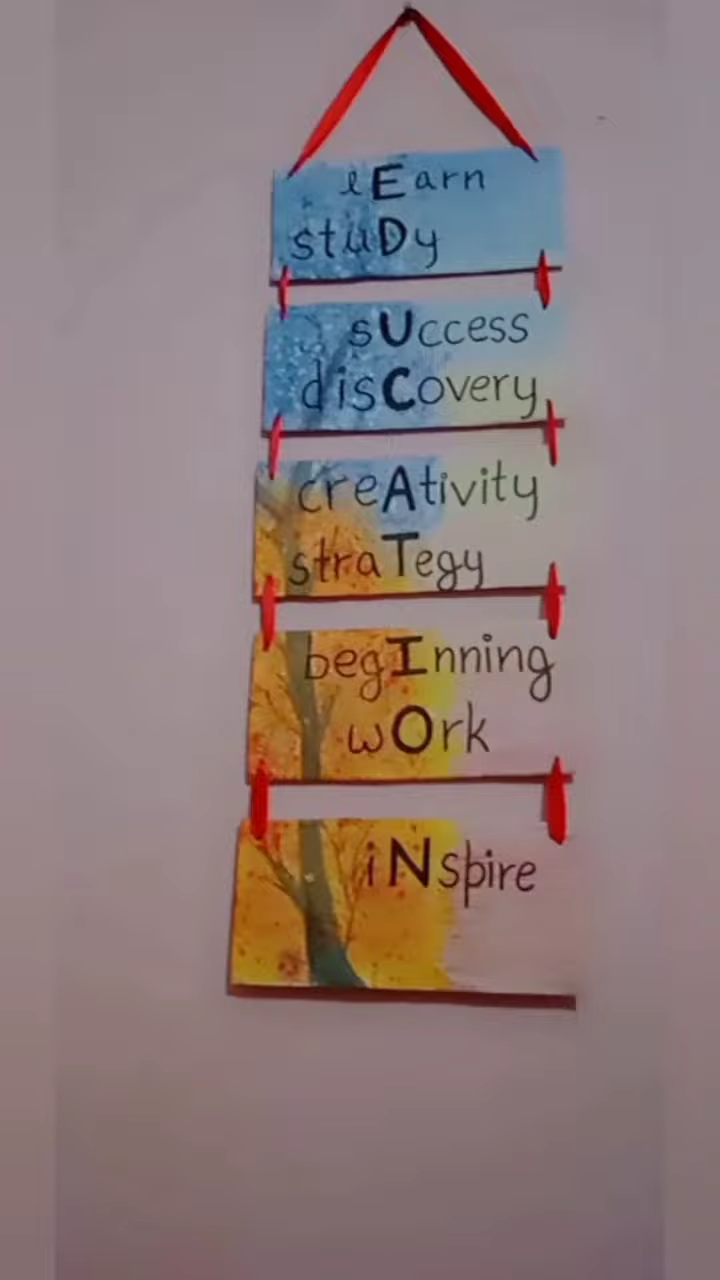 lEarn
stuDy
sUccess
disCovery
creAtivity
straTegy
begInning
wOrk
iNspire